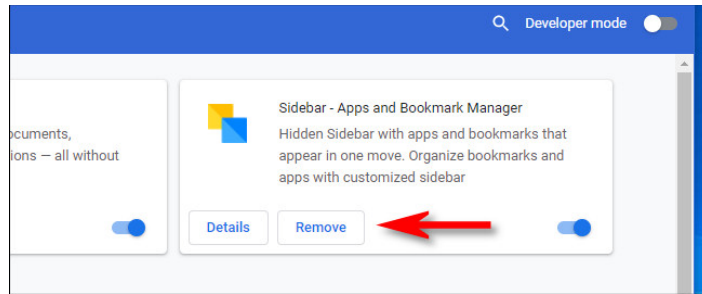 Developer mode
Sidebar - Apps and Bookmark Manager
Hidden Sidebar with apps and bookmarks that
appear in one move. Organize bookmarks and
apps with customized sidebar
ocuments,
ions — all without
Details
Remove